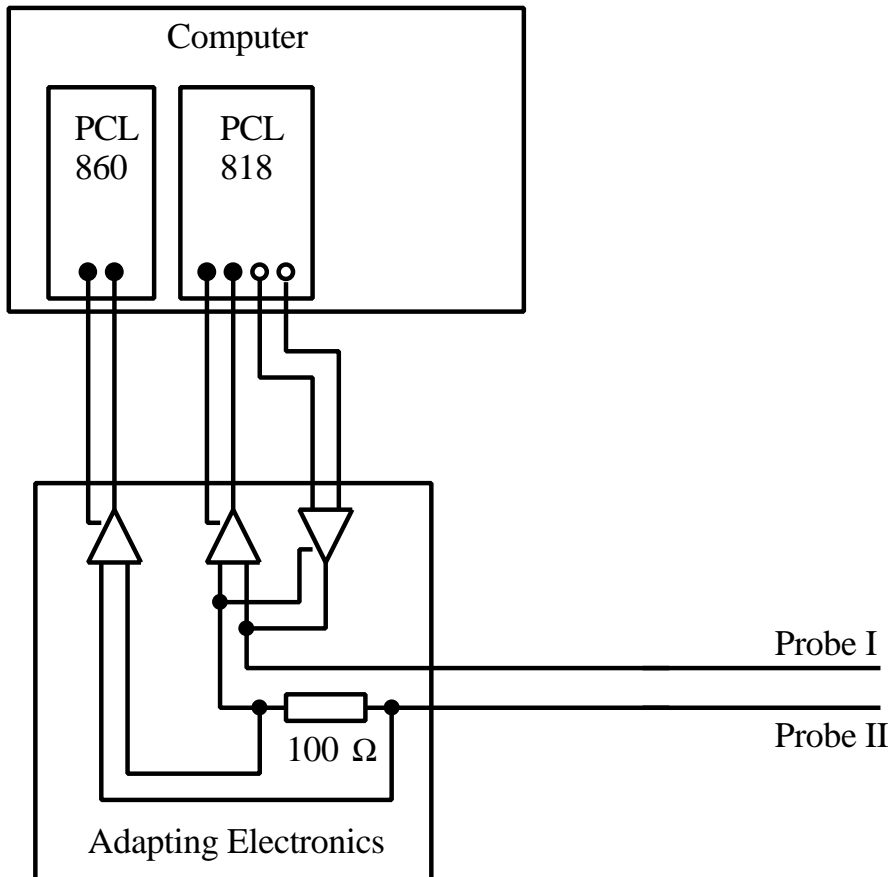 Computer
PCL
860
PCL
818
Probe I
Probe II
100 Ω
Adapting Electronics